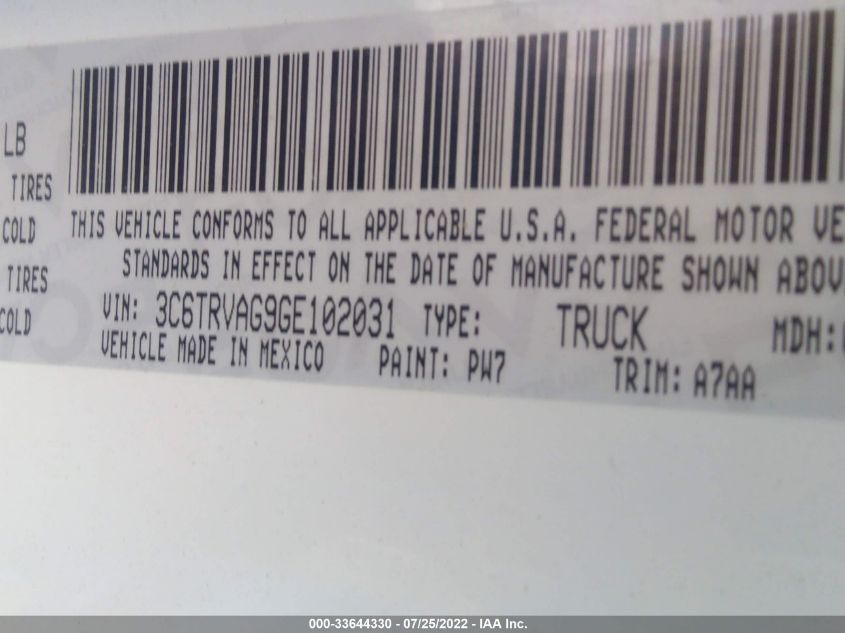 LB
TIRES
COLD
TIRES
COLD
THIS VEHICLE CONFORMS TO ALL APPLICABLE U.S.A. FEDERAL MOTOR VE
STANDARDS IN EFFECT ON THE DATE OF MANUFACTURE SHOWN ABOV
VIN: 3C6TRVAG9GE102031 TYPE: TRUCK MDH:
VEHICLE MADE IN MEXICO PAINT: PW7 TRIM: A7AA
000-33644330 - 07/25/2022 - IAA Inc.